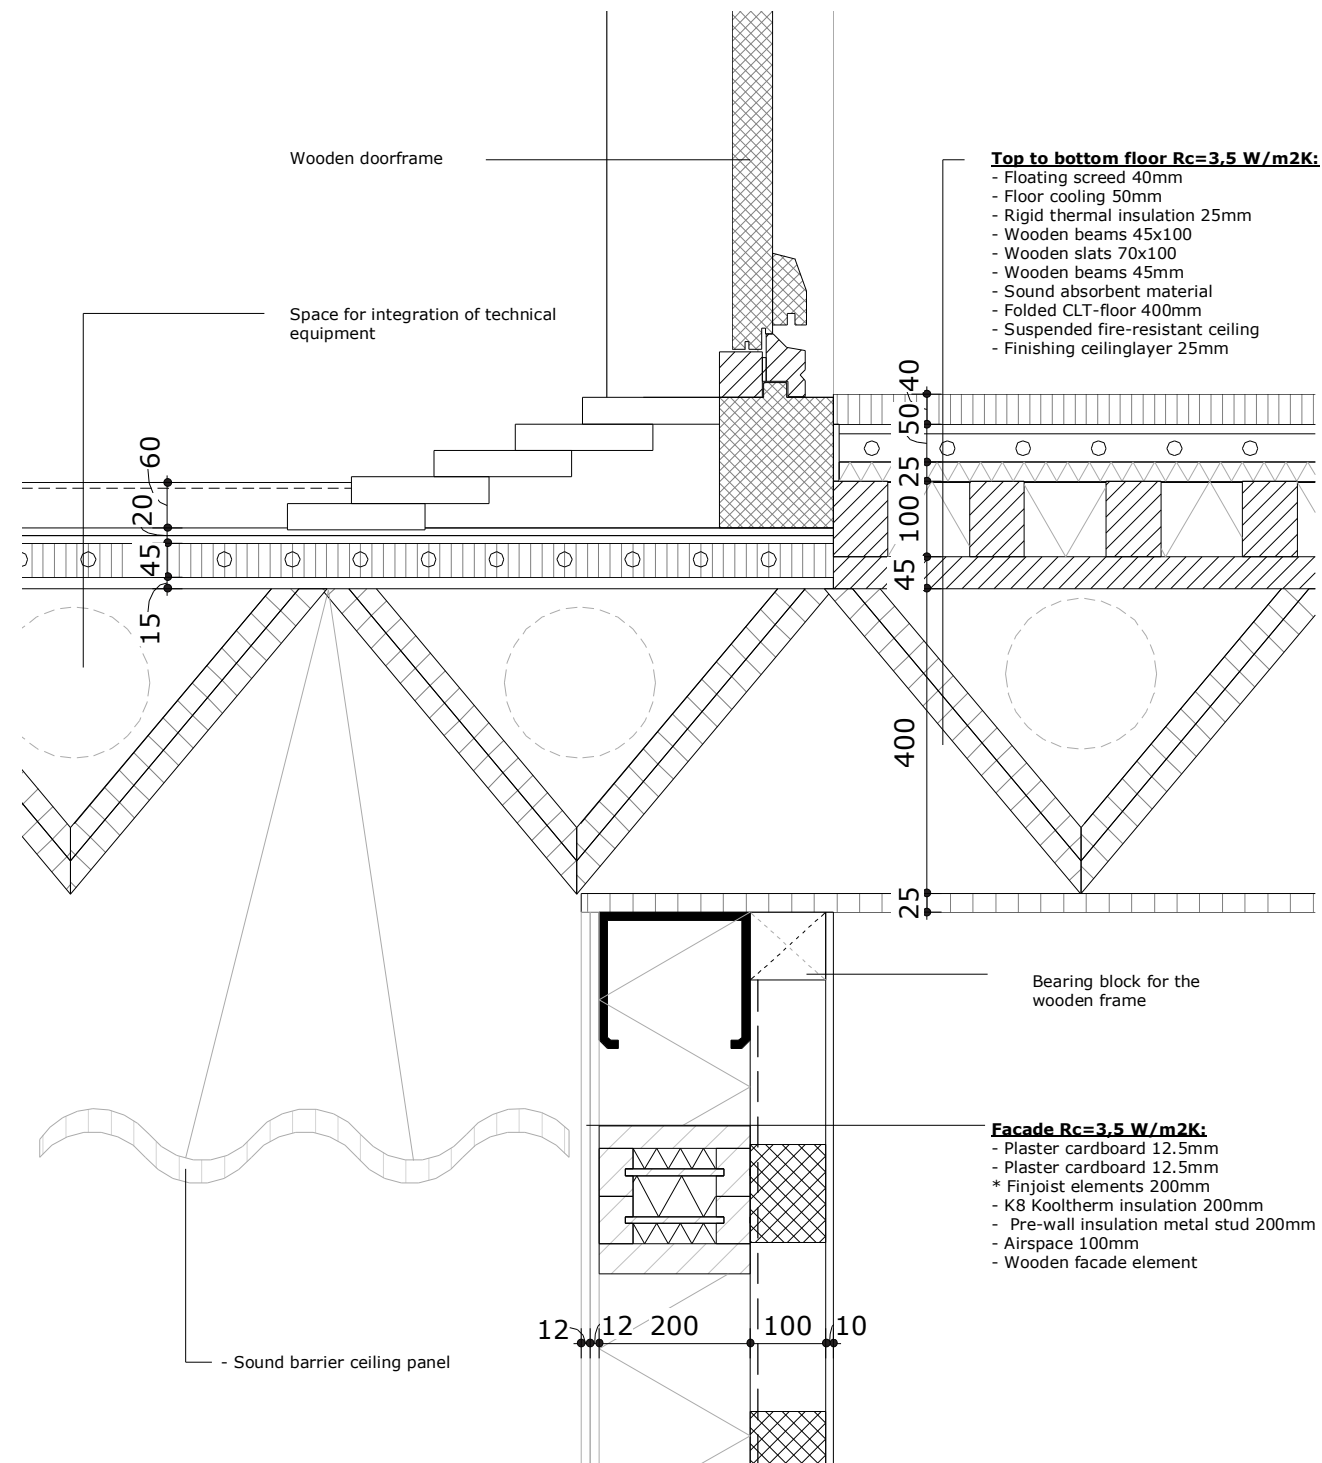 Wooden doorframe
Top to bottom floor Rc=3,5 W/m2K:
- Floating screed 40mm
- Floor cooling 50mm
- Rigid thermal insulation 25mm
- Wooden beams 45x100
- Wooden slats 70x100
- Wooden beams 45mm
- Sound absorbent material
- Folded CLT-floor 400mm
- Suspended fire-resistant ceiling
- Finishing ceilinglayer 25mm
Space for integration of technical
equipment
60
20
45
15
40
50
25
100
45
400
25
Bearing block for the
wooden frame
Facade Rc=3,5 W/m2K:
- Plaster cardboard 12.5mm
- Plaster cardboard 12.5mm
* Finjoist elements 200mm
- K8 Kooltherm insulation 200mm
-  Pre-wall insulation metal stud 200mm
- Airspace 100mm
- Wooden facade element
12 12 200 100 10
- Sound barrier ceiling panel